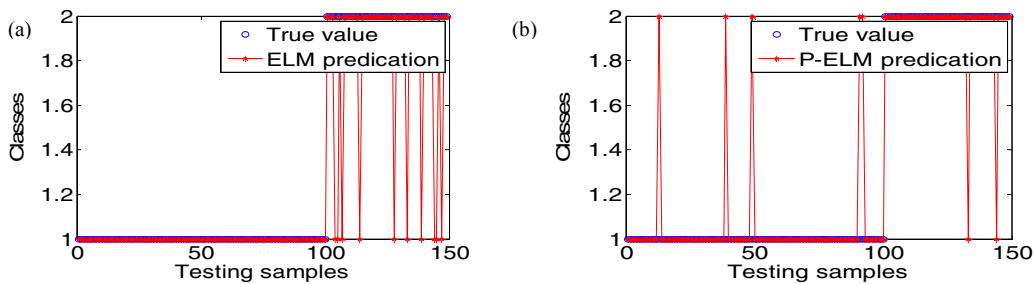 (a)
True value
ELM predication
Classes
2
1.8
1.6
1.4
1.2
1
0
50
100
150
Testing samples
(b)
True value
P-ELM predication
Classes
2
1.8
1.6
1.4
1.2
1
0
50
100
150
Testing samples